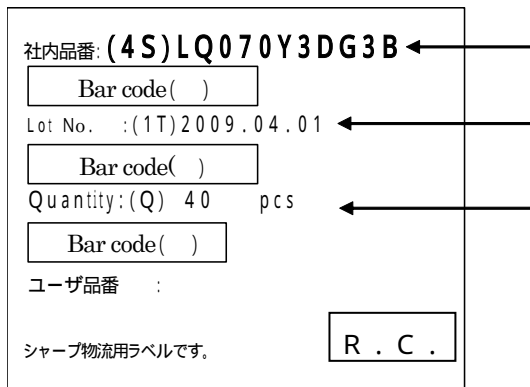 社内品番:(4S)LQ070Y3DG3B
Bar code( )
Lot No. :(1T)2009.04.01
Bar code( )
Quantity:(Q) 40 pcs
Bar code( )
ユーザ品番 :
シャープ物流用ラベルです。
R.C.